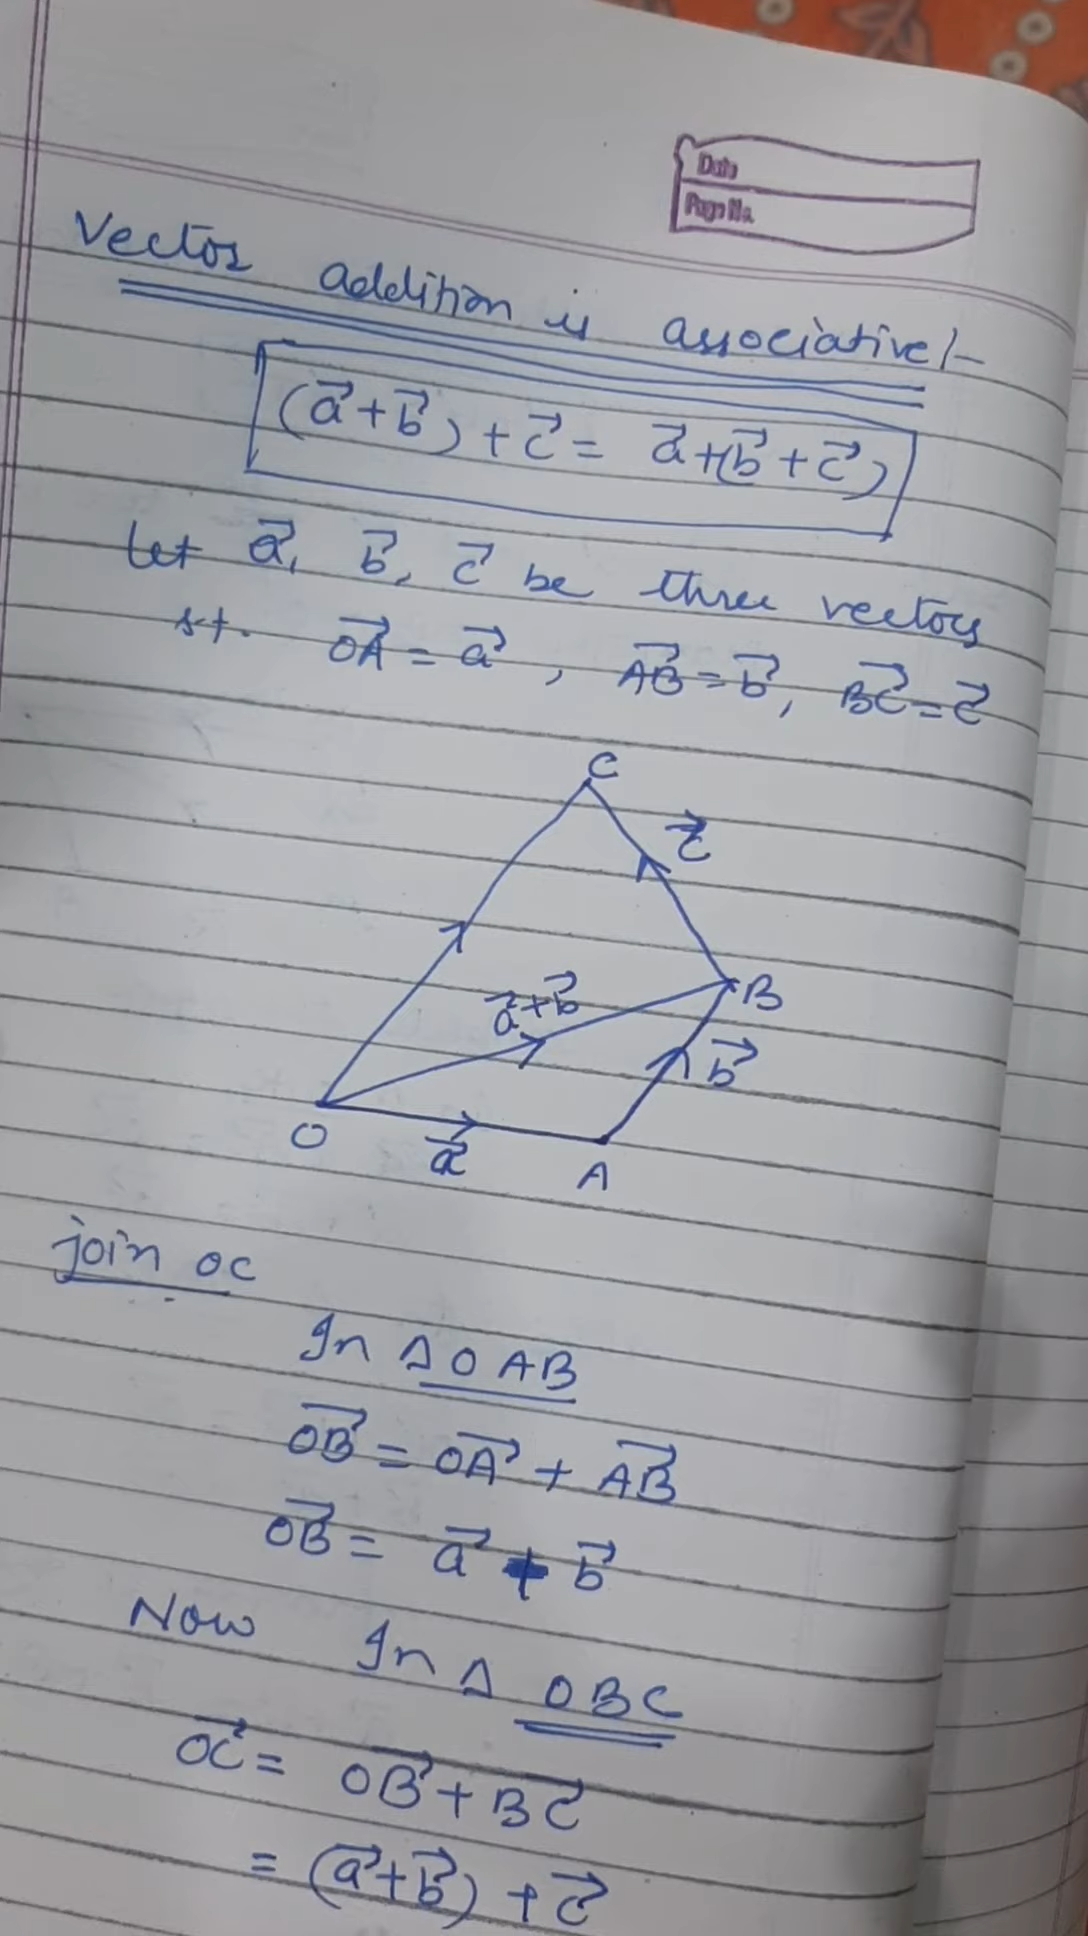 Date
Page No.
Vector addition is associative:-
(a⃗+b⃗)+c⃗ = a⃗+(b⃗+c⃗)
let a⃗, b⃗, c⃗ be three vectors
s.t. OA⃗ = a⃗, AB⃗ = b⃗, BC⃗ = c⃗
C
c⃗
a⃗+b⃗
B
b⃗
O
a⃗
A
join OC
In Δ OAB
OB⃗ = OA⃗ + AB⃗
OB⃗ = a⃗ + b⃗
Now In Δ OBC
OC⃗ = OB⃗ + BC⃗
= (a⃗+b⃗) + c⃗